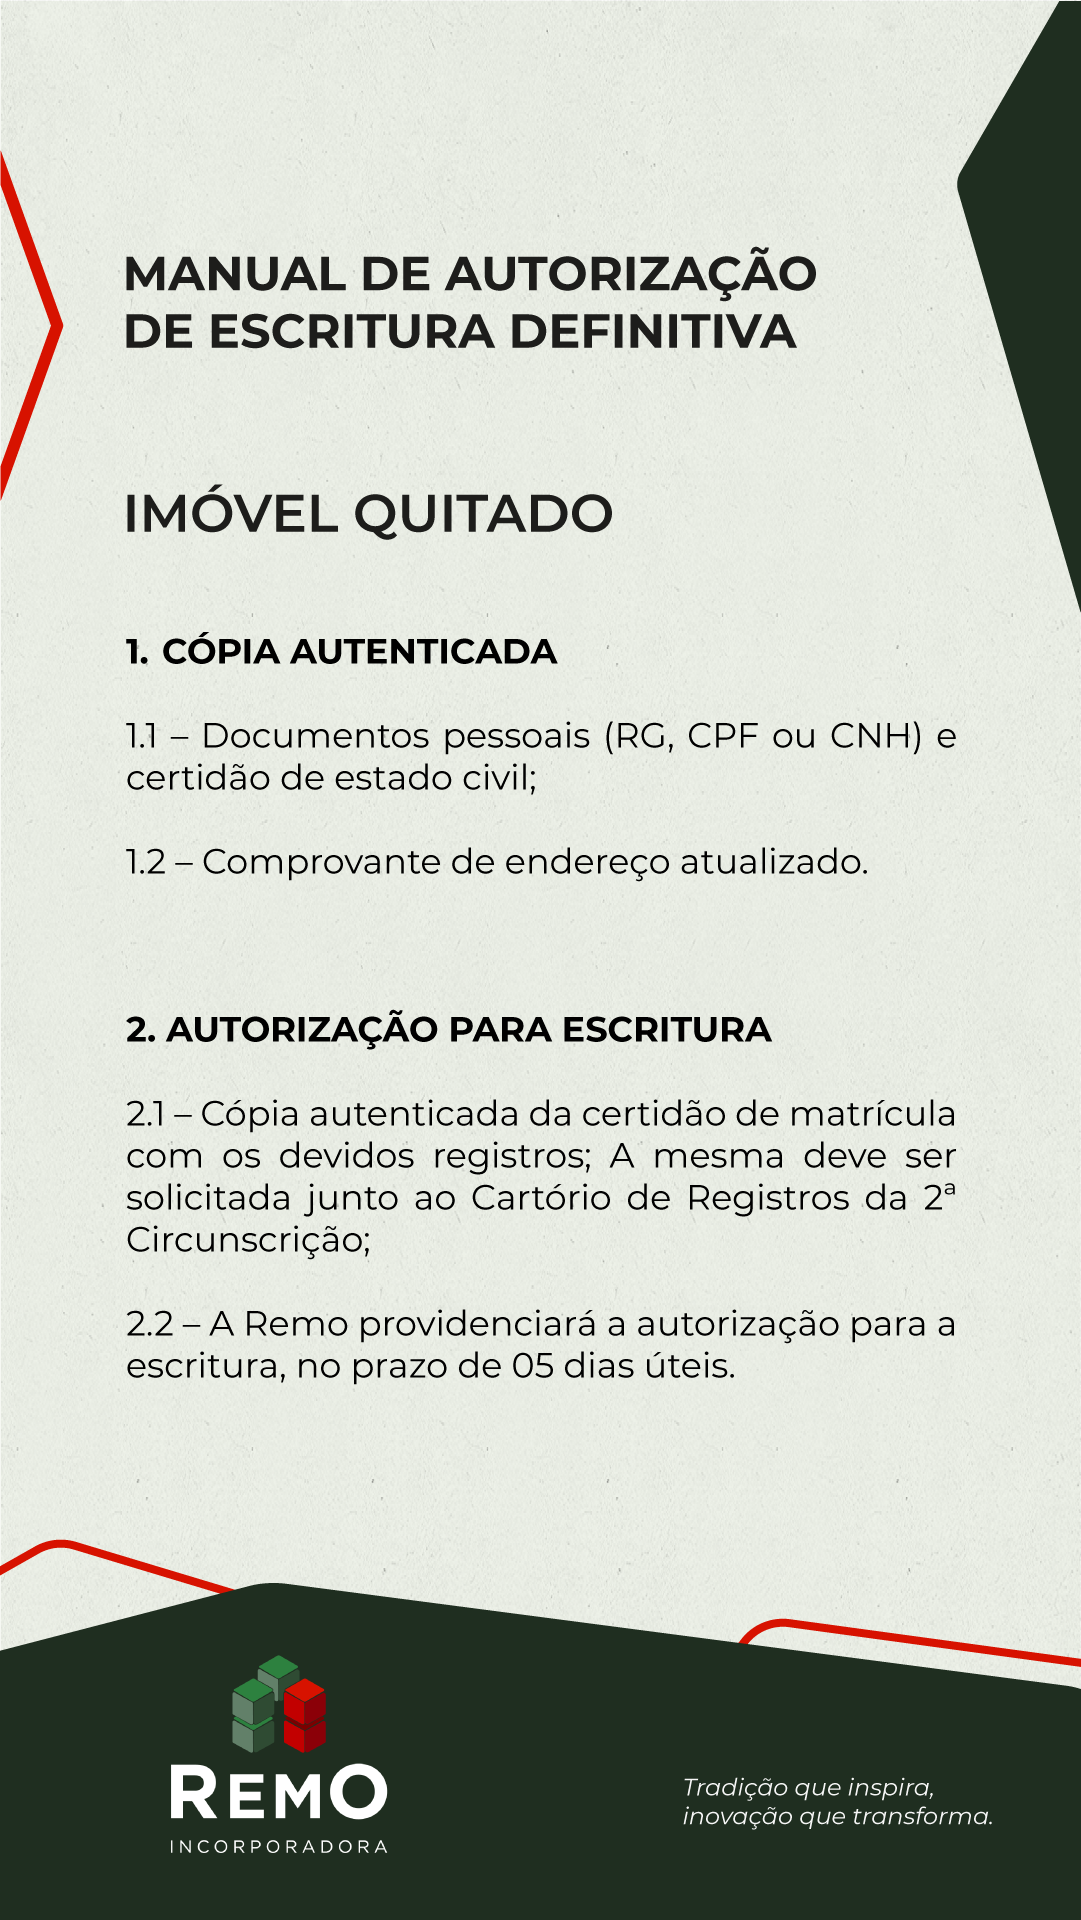 MANUAL DE AUTORIZAÇÃO
DE ESCRITURA DEFINITIVA
IMÓVEL QUITADO
1. CÓPIA AUTENTICADA
1.1 – Documentos pessoais (RG, CPF ou CNH) e
certidão de estado civil;
1.2 – Comprovante de endereço atualizado.
2. AUTORIZAÇÃO PARA ESCRITURA
2.1 – Cópia autenticada da certidão de matrícula
com os devidos registros; A mesma deve ser
solicitada junto ao Cartório de Registros da 2ª
Circunscrição;
2.2 – A Remo providenciará a autorização para a
escritura, no prazo de 05 dias úteis.
REMO
INCORPORADORA
Tradição que inspira,
inovação que transforma.